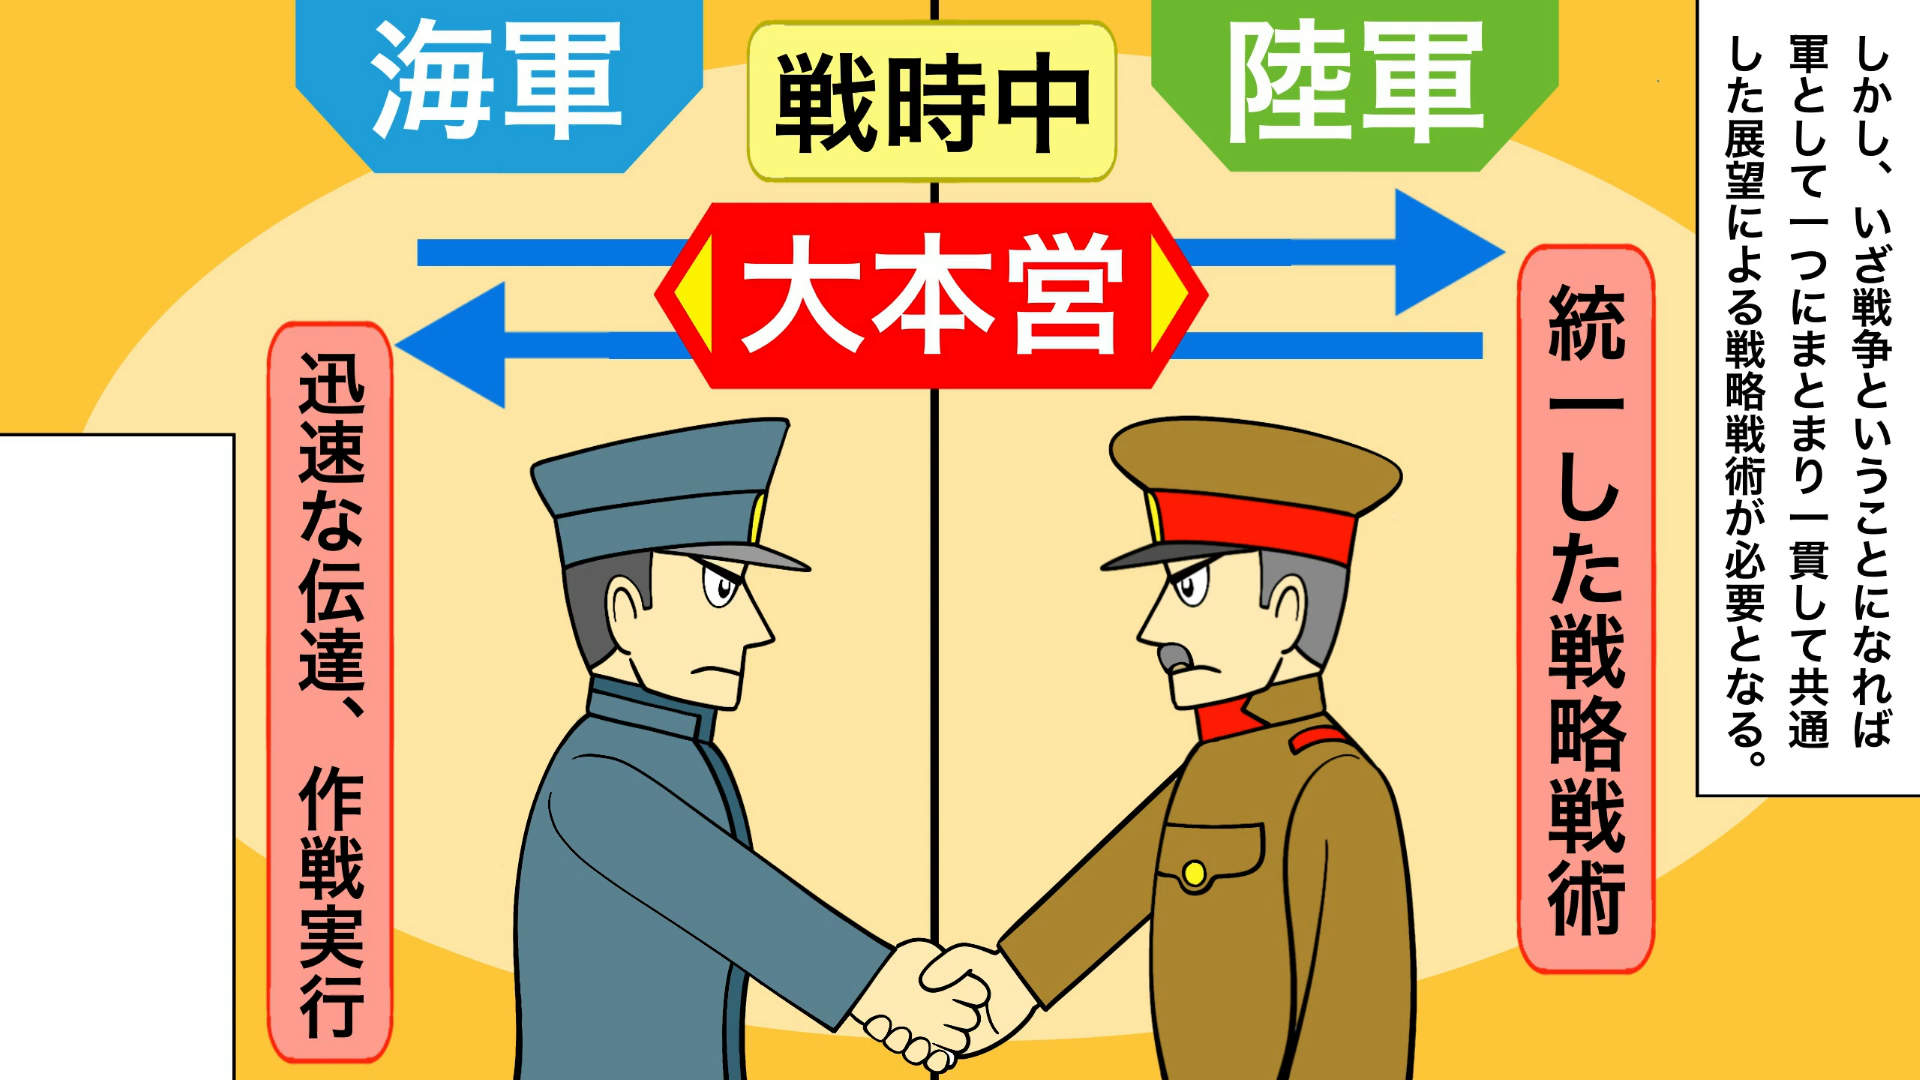 しかし、いざ戦争ということになれば
軍として一つにまとまり一貫して共通
した展望による戦略戦術が必要となる。
陸軍
戦時中
海軍
大本営
統一した戦略戦術
迅速な伝達、作戦実行